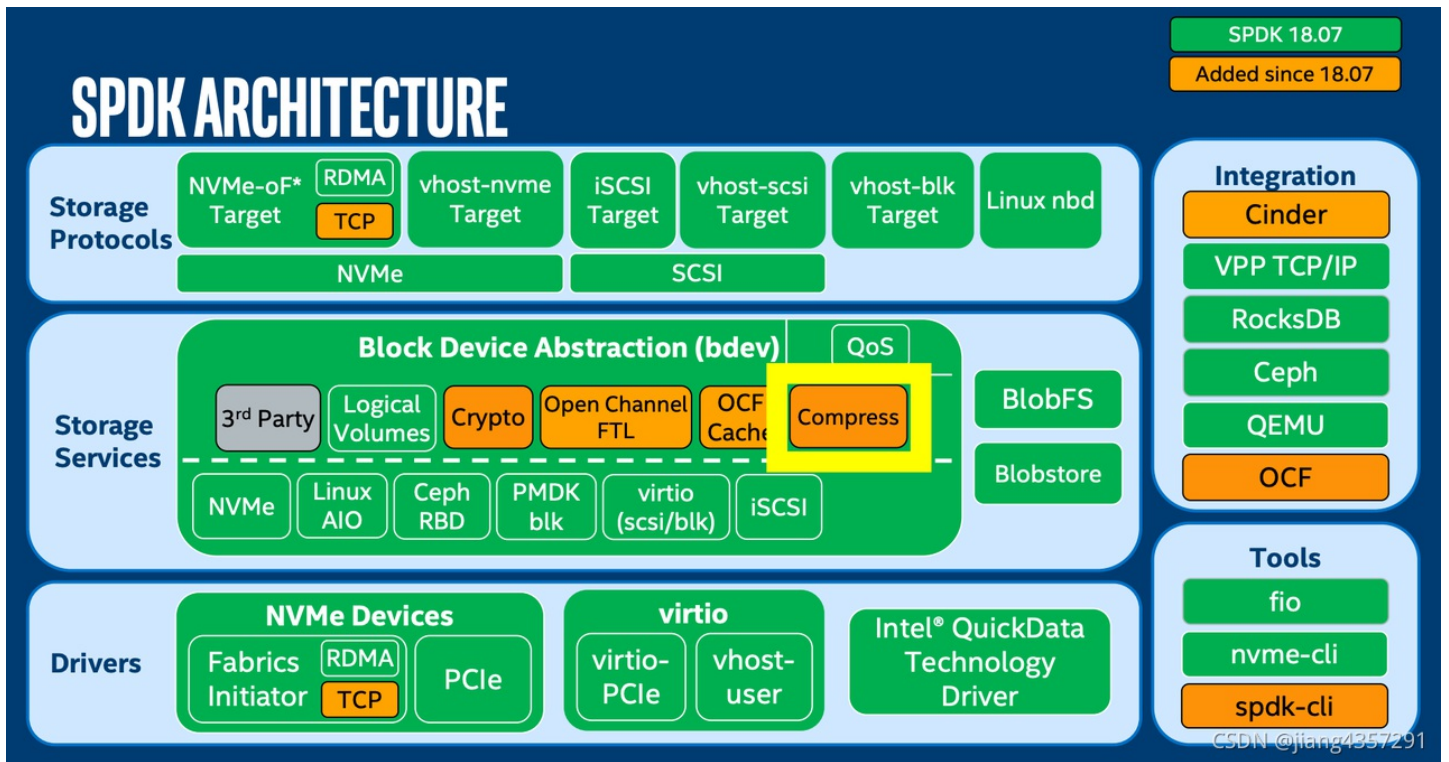 SPDK 18.07
Added since 18.07
SPDK ARCHITECTURE
Storage
Protocols
NVMe-oF*
Target
RDMA
TCP
vhost-nvme
Target
iSCSI
Target
vhost-scsi
Target
vhost-blk
Target
Linux nbd
NVMe
SCSI
Storage
Services
Block Device Abstraction (bdev)
QoS
3rd Party
Logical
Volumes
Crypto
Open Channel
FTL
OCF
Cache
Compress
NVMe
Linux
AIO
Ceph
RBD
PMDK
blk
virtio
(scsi/blk)
iSCSI
BlobFS
Blobstore
Drivers
NVMe Devices
Fabrics
Initiator
RDMA
TCP
PCIe
virtio
virtio-
PCIe
vhost-
user
Intel® QuickData
Technology
Driver
Integration
Cinder
VPP TCP/IP
RocksDB
Ceph
QEMU
OCF
Tools
fio
nvme-cli
spdk-cli
CSDN @jiang4357291